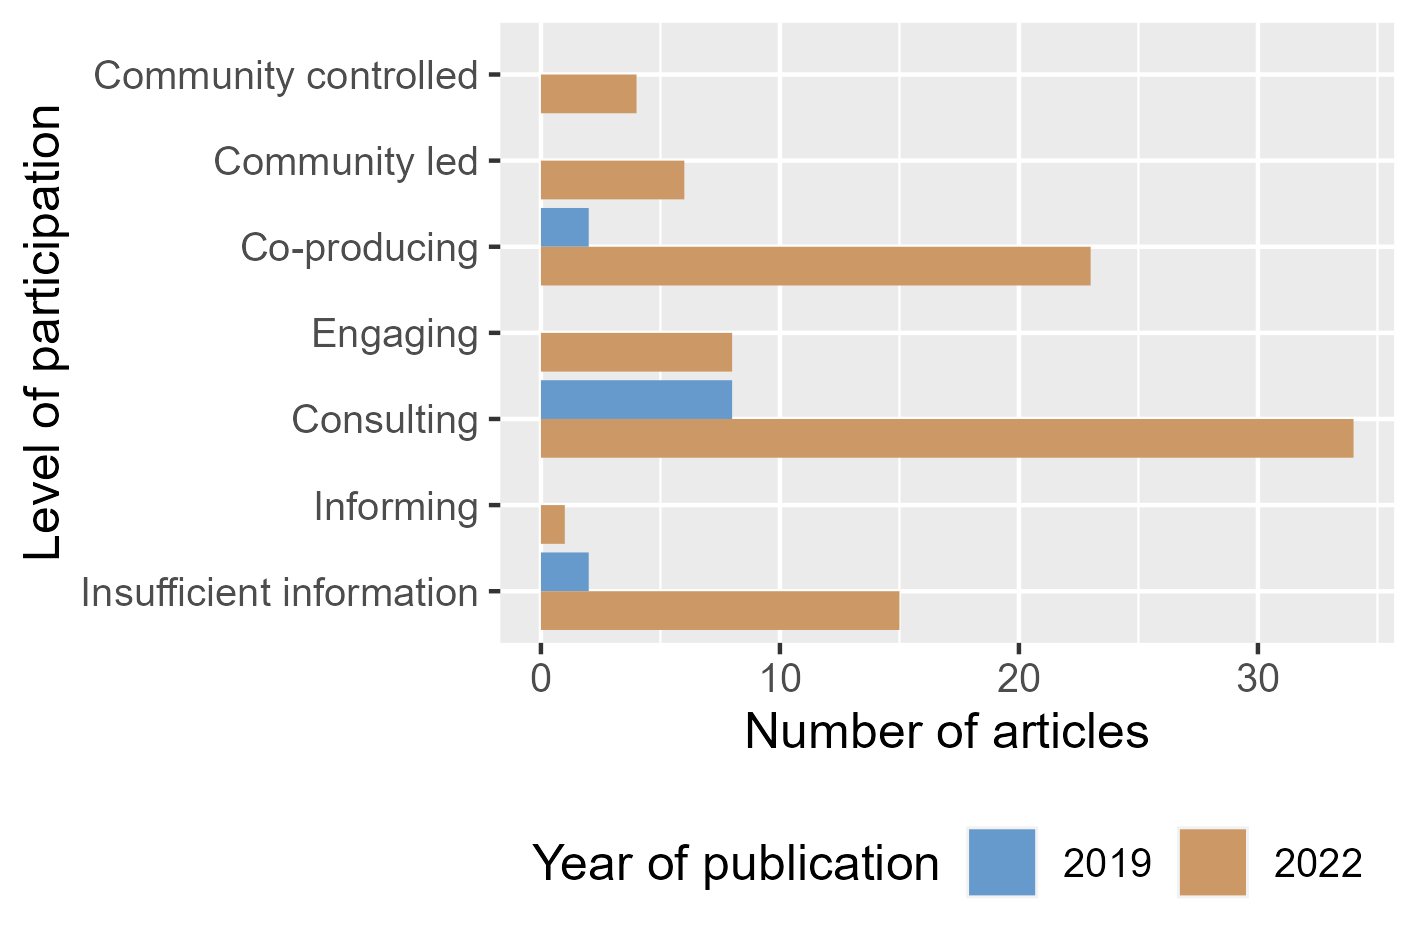 Level of participation
Community controlled
Community led
Co-producing
Engaging
Consulting
Informing
Insufficient information
0 10 20 30
Number of articles
Year of publication 2019 2022